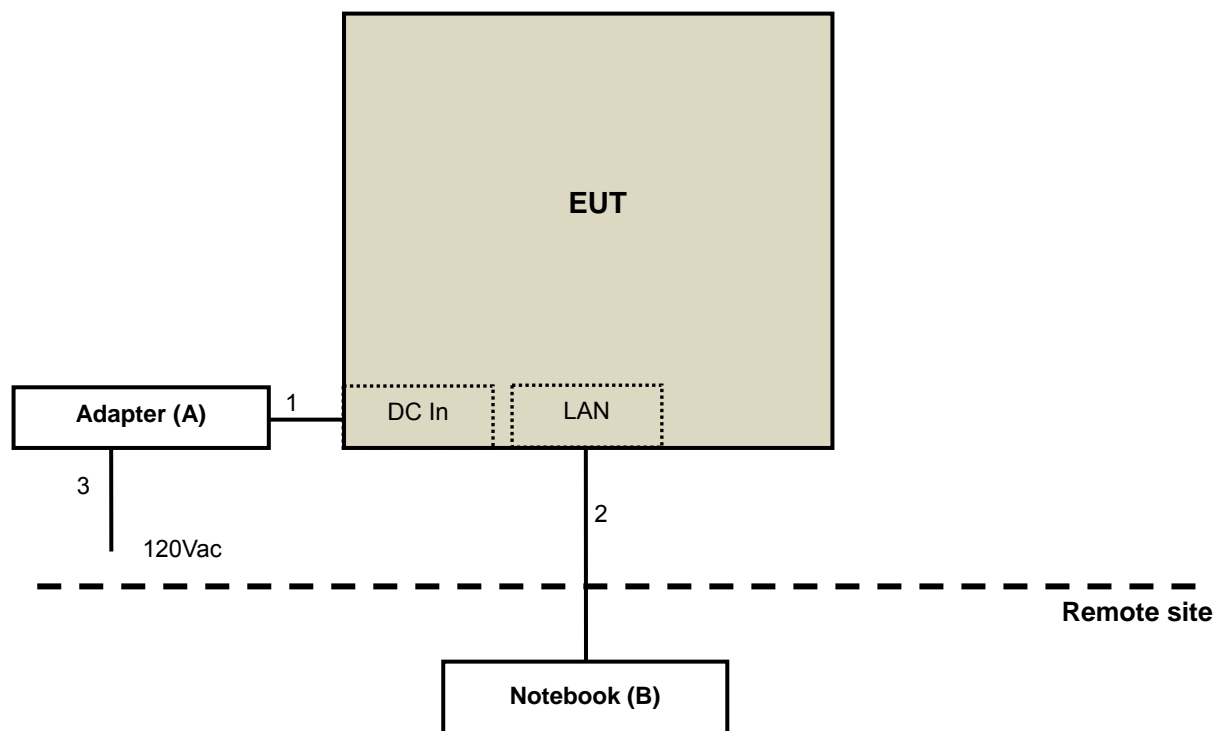 EUT
DC In
LAN
Adapter (A)
1
3
2
120Vac
Remote site
Notebook (B)